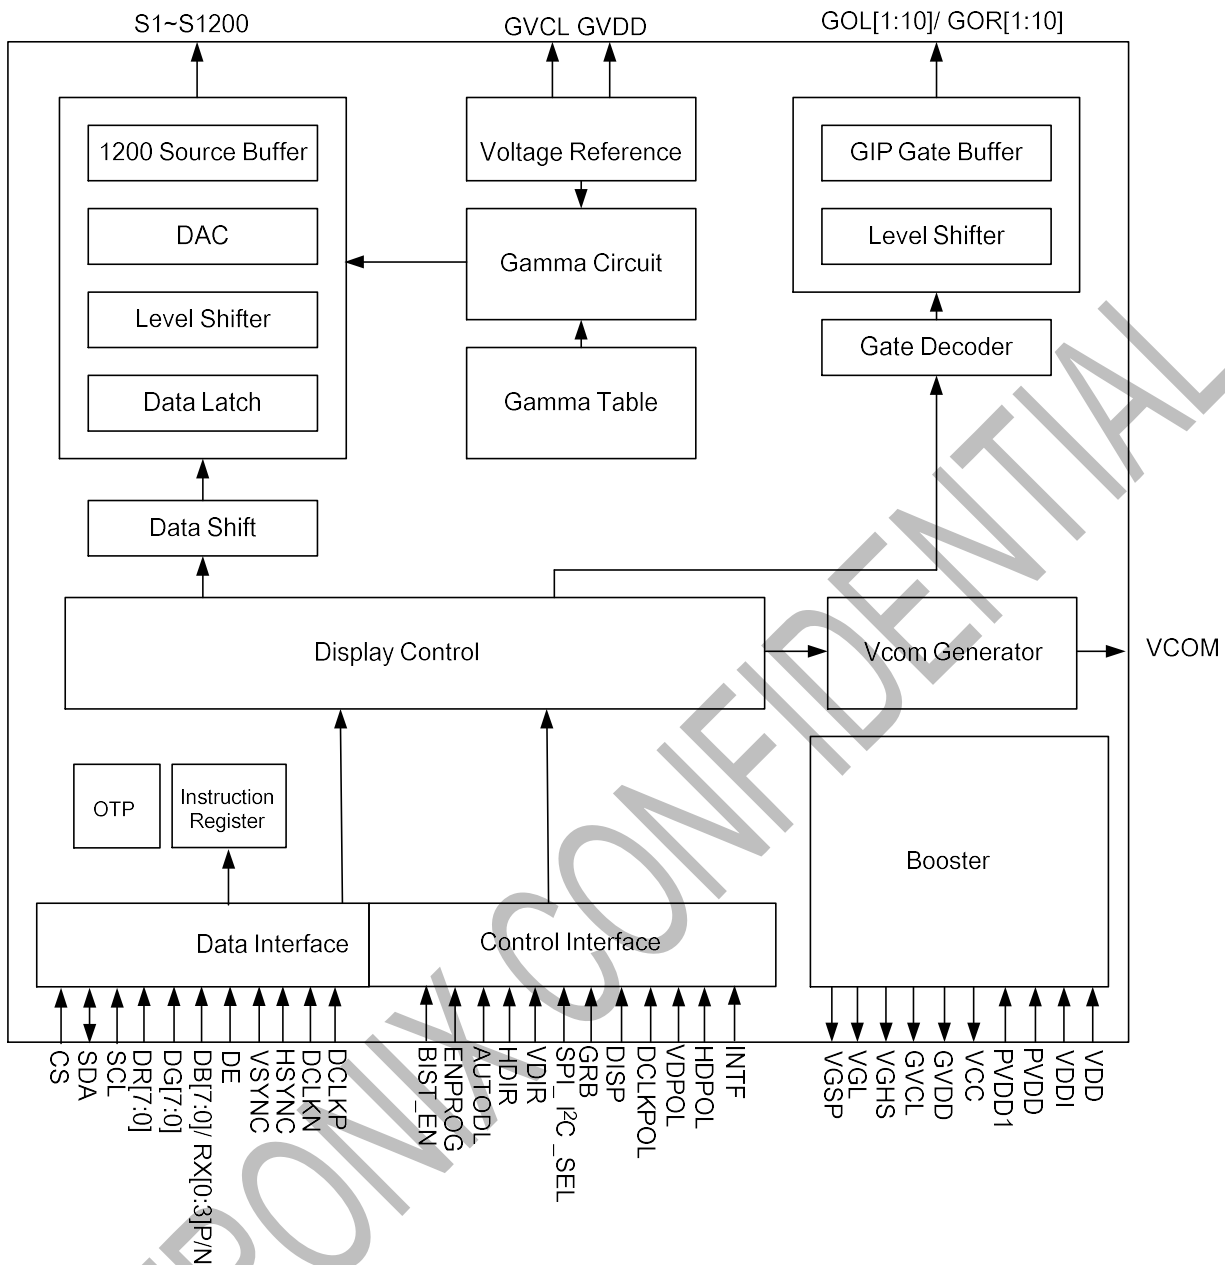 S1~S1200
GVCL GVDD
GOL[1:10]/ GOR[1:10]
1200 Source Buffer
DAC
Level Shifter
Data Latch
Voltage Reference
Gamma Circuit
Gamma Table
GIP Gate Buffer
Level Shifter
Gate Decoder
Data Shift
Display Control
Vcom Generator
VCOM
OTP
Instruction
Register
Booster
Data Interface
Control Interface
CS
SDA
SCL
DR[7:0]
DG[7:0]
DB[7:0]/ RX[0:3]P/N
DE
VSYNC
HSYNC
DCLKN
DCLKP
BIST_EN
ENPROG
AUTODL
HDIR
VDIR
SPI_I²C_SEL
GRB
DISP
DCLKPOL
VDPOL
HDPOL
INTF
VGSP
VGL
VGHS
GVCL
GVDD
VCC
PVDD1
PVDD
VDDI
VDD
CONFIDENTIAL